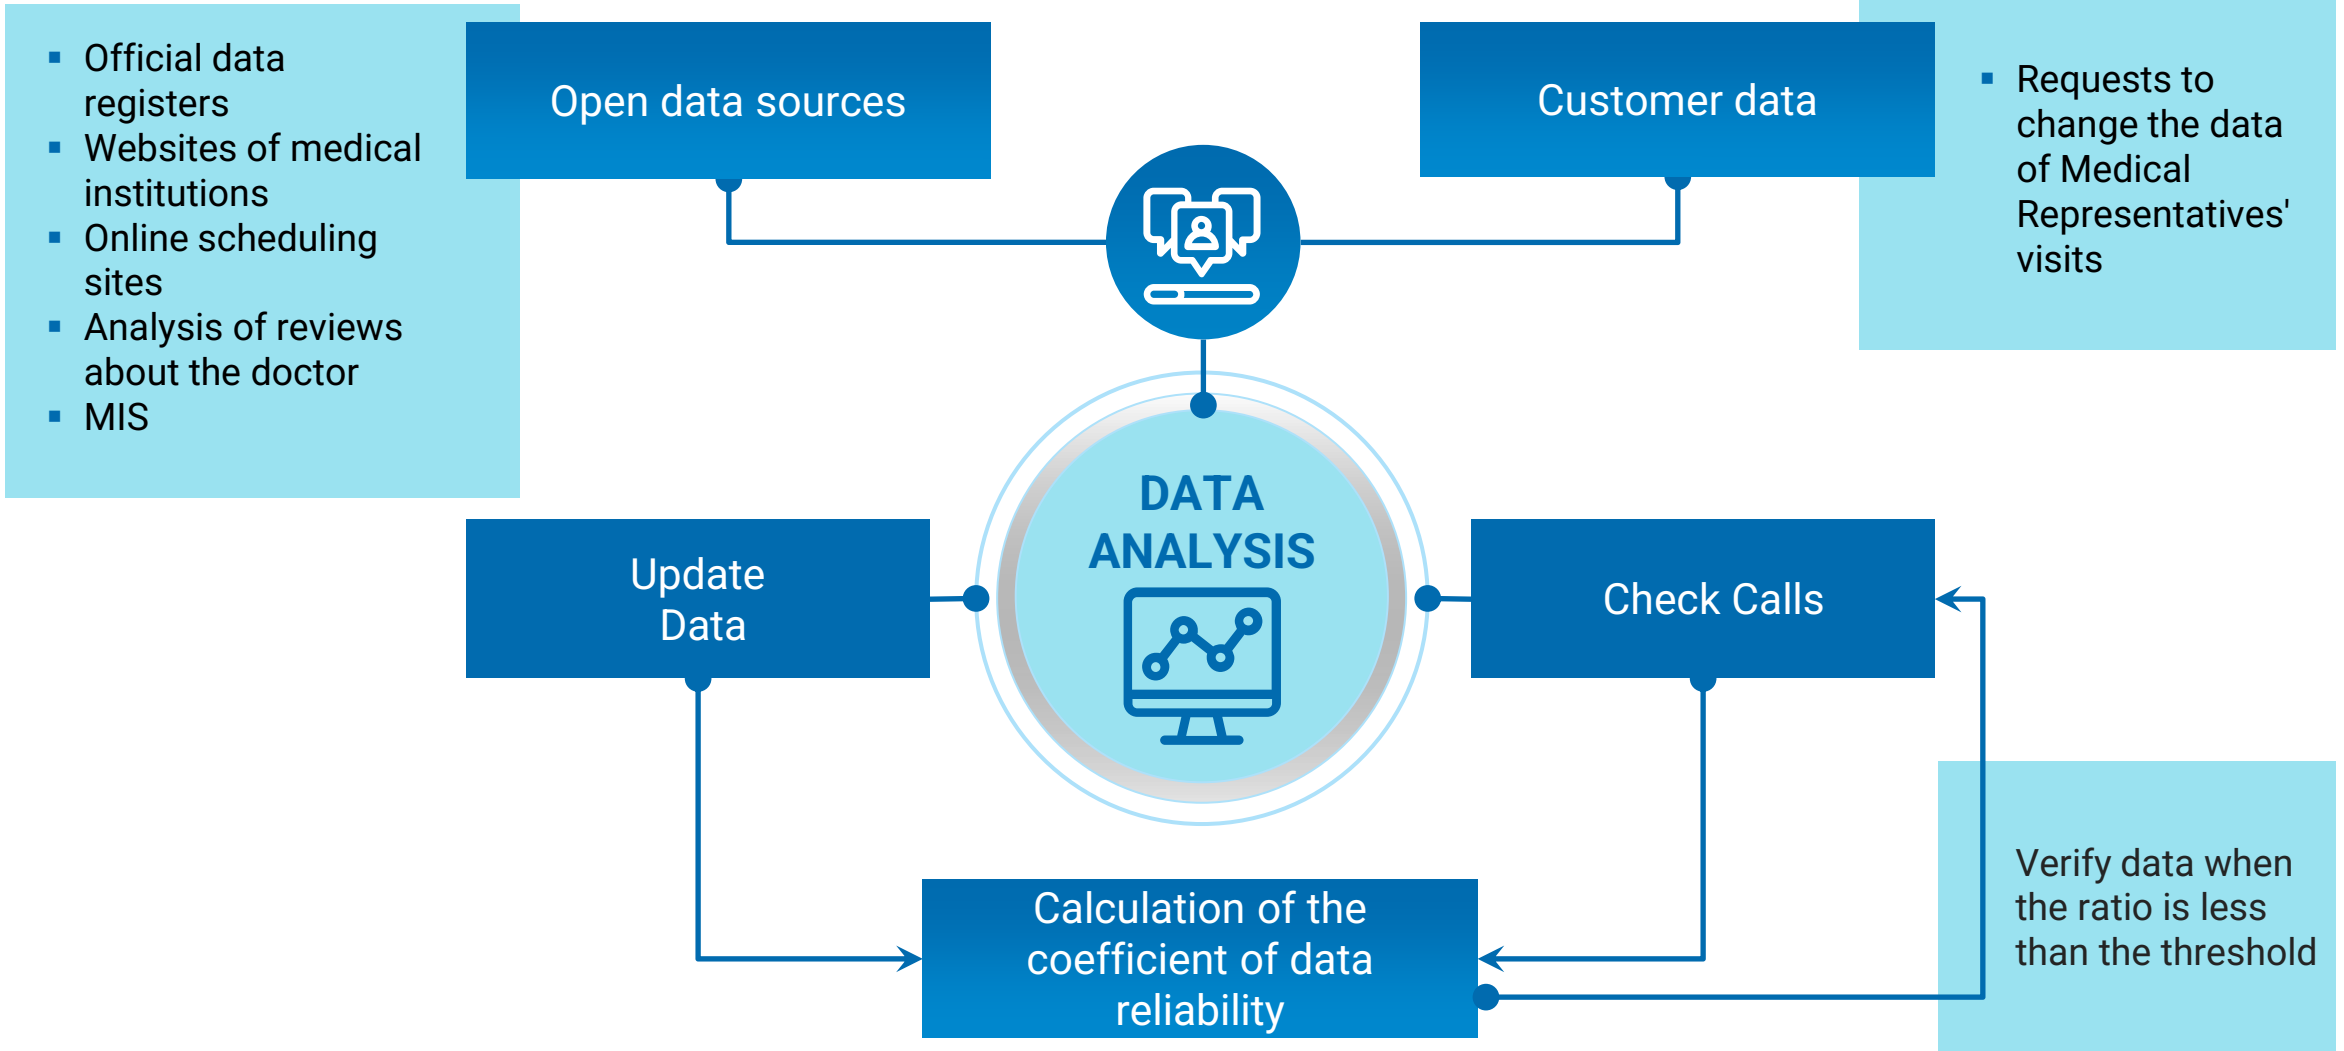 Official data
registers
Websites of medical
institutions
Online scheduling
sites
Analysis of reviews
about the doctor
MIS
Open data sources
Customer data
Requests to
change the data
of Medical
Representatives'
visits
DATA
ANALYSIS
Update
Data
Check Calls
Calculation of the
coefficient of data
reliability
Verify data when
the ratio is less
than the threshold